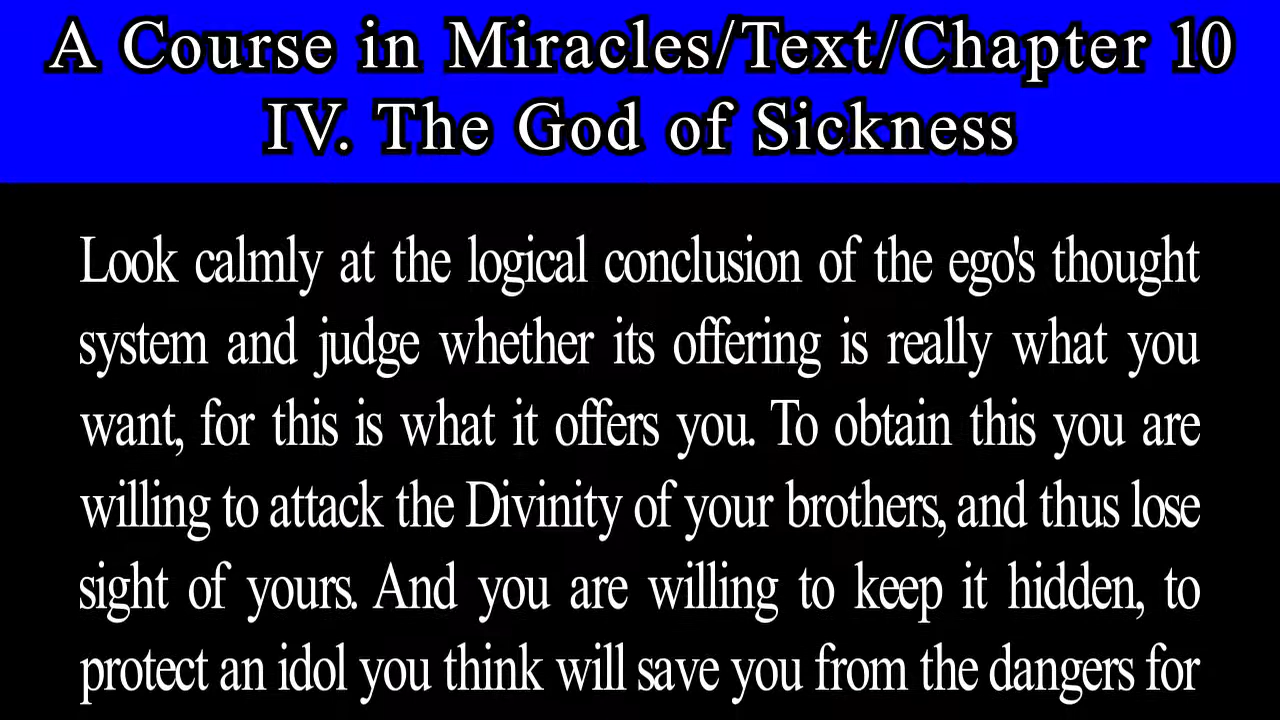 A Course in Miracles/Text/Chapter 10
IV. The God of Sickness
Look calmly at the logical conclusion of the ego's thought
system and judge whether its offering is really what you
want, for this is what it offers you. To obtain this you are
willing to attack the Divinity of your brothers, and thus lose
sight of yours. And you are willing to keep it hidden, to
protect an idol you think will save you from the dangers for